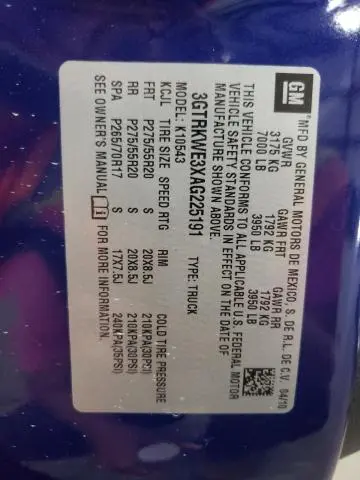 GM
MFG BY GENERAL MOTORS DE MEXICO S. DE R.L. DE C.V. 04/10
GVWR GAWR FRT GAWR RR
3175 KG 1792 KG 1792 KG
7000 LB 3950 LB 3950 LB
THIS VEHICLE CONFORMS TO ALL APPLICABLE U.S. FEDERAL MOTOR
VEHICLE SAFETY STANDARDS IN EFFECT ON THE DATE OF
MANUFACTURE SHOWN ABOVE.
3GTRKWE3XAG225191 TYPE: TRUCK
MODEL: K10543
KCJL TIRE SIZE SPEED RTG RIM COLD TIRE PRESSURE
FRT P275/55R20 S 20X8.5J 210KPA(30PSI)
RR P275/55R20 S 20X8.5J 210KPA(30PSI)
SPA P265/70R17 S 17X7.5J 240KPA(35PSI)
SEE OWNER'S MANUAL FOR MORE INFORMATION.